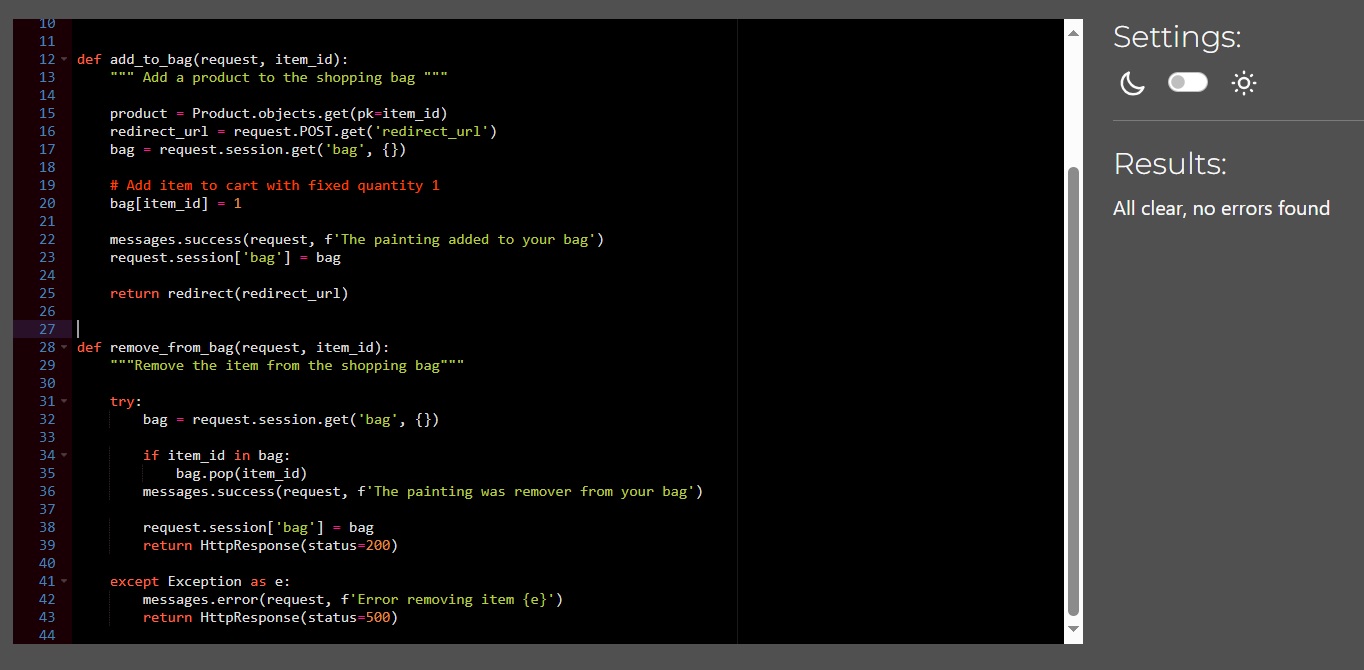 10
11
12 def add_to_bag(request, item_id):
13     """ Add a product to the shopping bag """
14
15     product = Product.objects.get(pk=item_id)
16     redirect_url = request.POST.get('redirect_url')
17     bag = request.session.get('bag', {})
18
19     # Add item to cart with fixed quantity 1
20     bag[item_id] = 1
21
22     messages.success(request, f'The painting added to your bag')
23     request.session['bag'] = bag
24
25     return redirect(redirect_url)
26
27
28 def remove_from_bag(request, item_id):
29     """Remove the item from the shopping bag"""
30
31     try:
32         bag = request.session.get('bag', {})
33
34         if item_id in bag:
35             bag.pop(item_id)
36         messages.success(request, f'The painting was remover from your bag')
37
38         request.session['bag'] = bag
39         return HttpResponse(status=200)
40
41     except Exception as e:
42         messages.error(request, f'Error removing item {e}')
43         return HttpResponse(status=500)
44
Settings:
Results:
All clear, no errors found